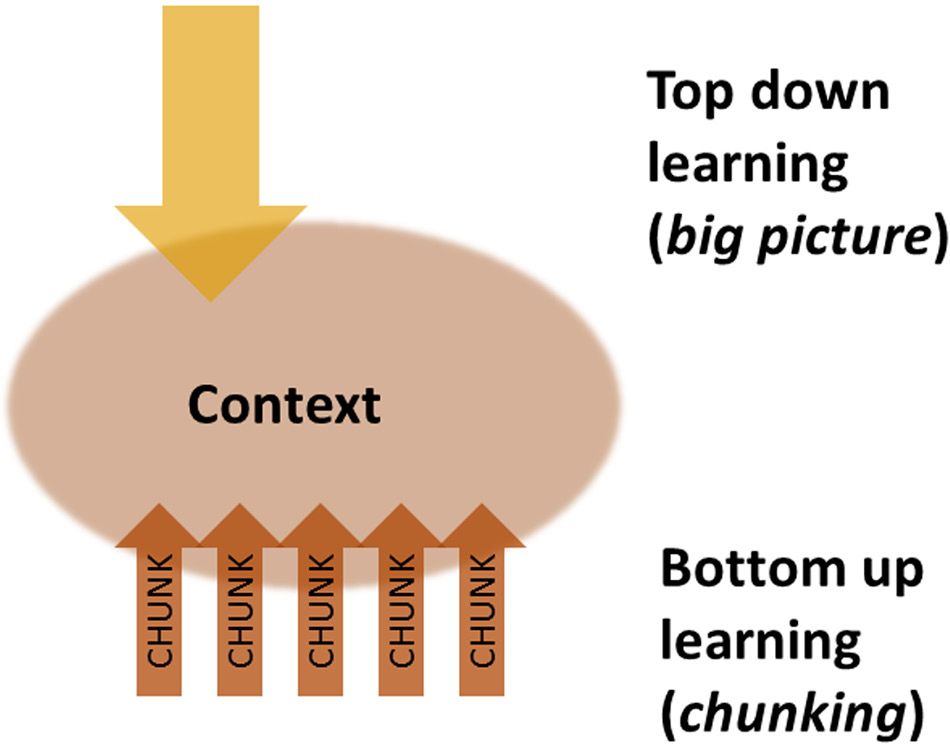 Top down
learning
(big picture)
Context
CHUNK
CHUNK
CHUNK
CHUNK
CHUNK
Bottom up
learning
(chunking)